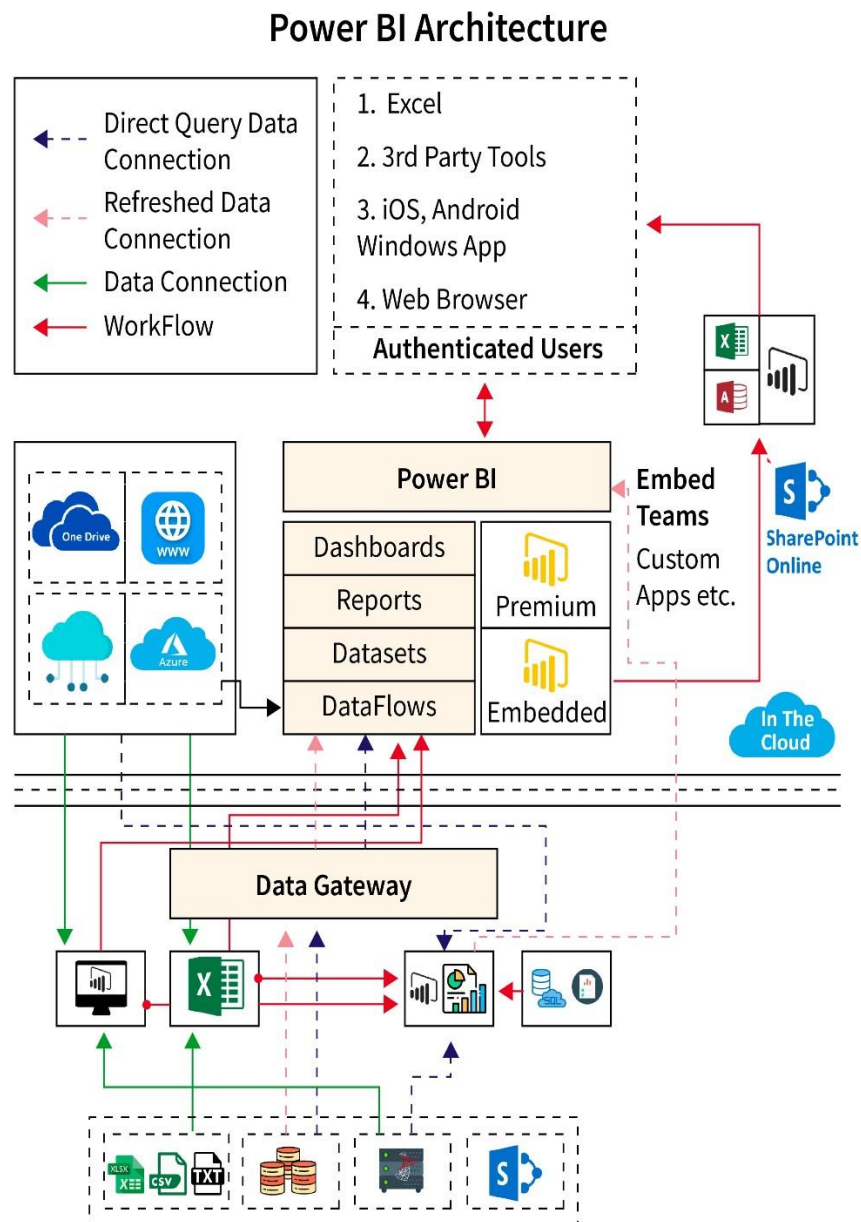 Power BI Architecture
Direct Query Data
Connection
Refreshed Data
Connection
Data Connection
WorkFlow
1. Excel
2. 3rd Party Tools
3. iOS, Android
Windows App
4. Web Browser
Authenticated Users
X
A
One Drive
WWW
Azure
Power BI
Dashboards
Reports
Datasets
DataFlows
Premium
Embedded
Embed
Teams
Custom
Apps etc.
S
SharePoint
Online
In The
Cloud
Data Gateway
X
SQL
XLSX
X
CSV
TXT
S